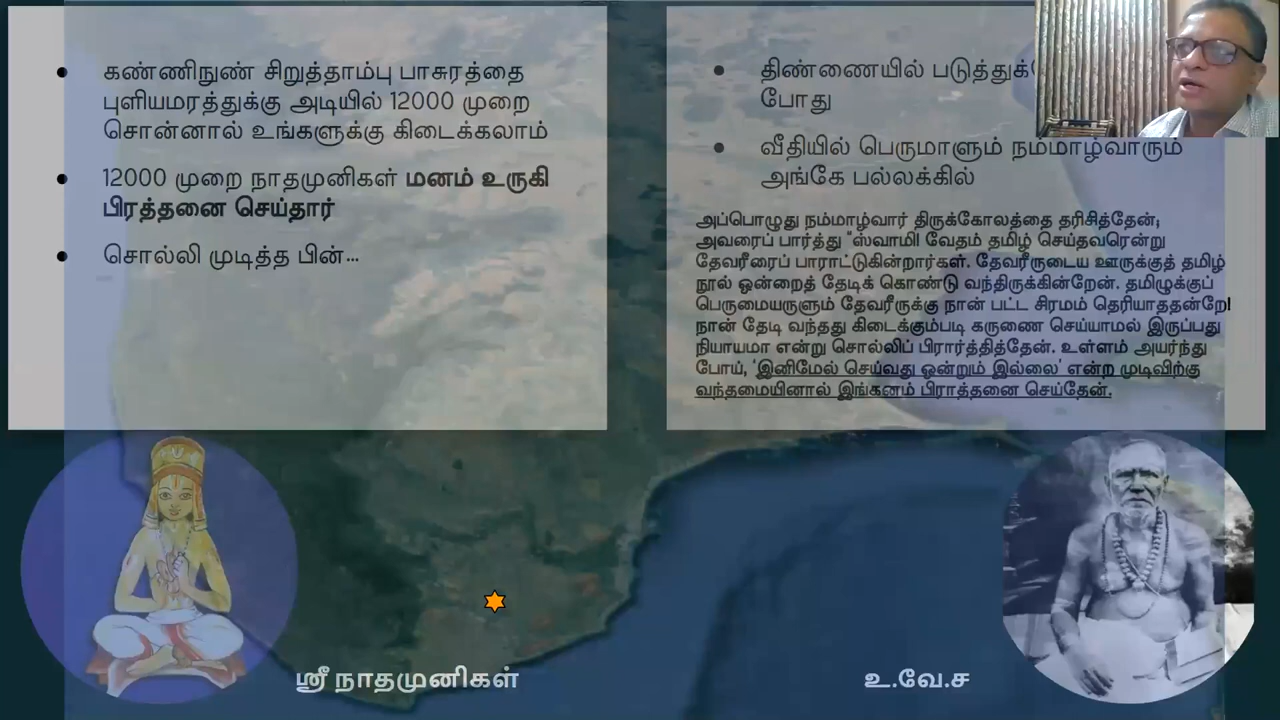 கண்ணிநுண் சிறுத்தாம்பு பாசுரத்தை
புளியமரத்துக்கு அடியில் 12000 முறை
சொன்னால் உங்களுக்கு கிடைக்கலாம்
12000 முறை நாதமுனிகள் மனம் உருகி
பிரத்தனை செய்தார்
சொல்லி முடித்த பின்...
திண்ணையில்
போது
வீதியில் பெருமாளும் நம்மாழ்வாரும்
அங்கே பல்லக்கில்
அப்பொழுது நம்மாழ்வார் திருக்கோலத்தை தரிசித்தேன்;
அவரைப் பார்த்து "ஸ்வாமி! வேதம் தமிழ் செய்தவரென்று
தேவரீரைப் பாராட்டுகின்றார்கள். தேவரீருடைய ஊருக்குத் தமிழ்
நூல் ஒன்றைத் தேடிக் கொண்டு வந்திருக்கின்றேன். தமிழுக்குப்
பெருமையருளும் தேவரீருக்கு நான் பட்ட சிரமம் தெரியாததன்றே!
நான் தேடி வந்தது கிடைக்கும்படி கருணை செய்யாமல் இருப்பது
நியாயமா என்று சொல்லிப் பிரார்த்தித்தேன். உள்ளம் அயர்ந்து
போய், 'இனிமேல் செய்வது ஒன்றும் இல்லை' என்ற முடிவிற்கு
வந்தமையினால் இங்கனம் பிராத்தனை செய்தேன்.
ஸ்ரீ நாதமுனிகள்
உ.வே.ச